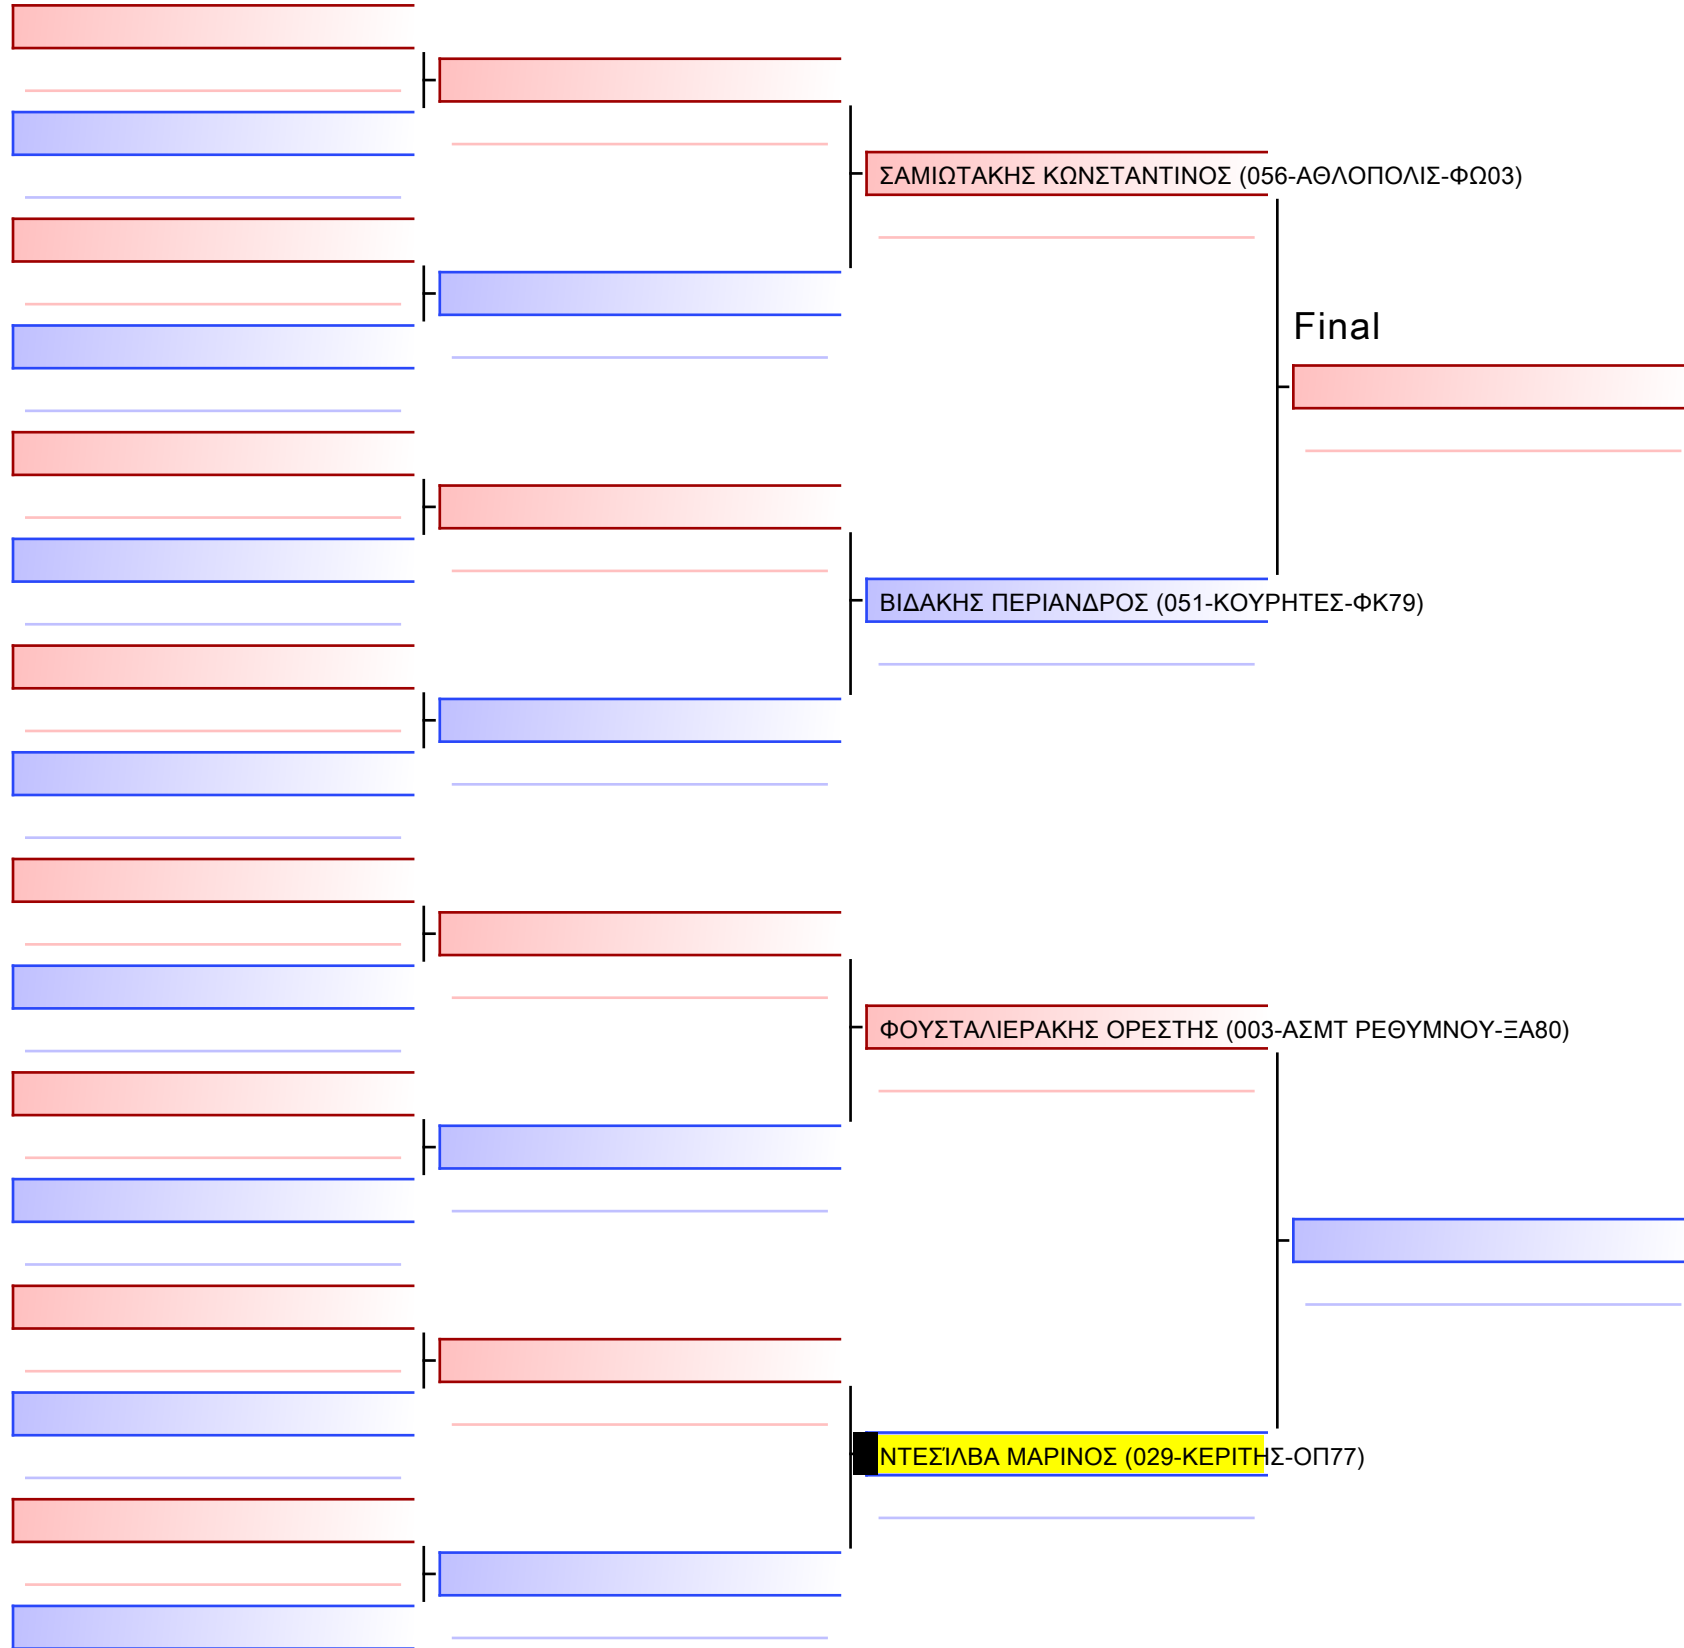 ΣΑΜΙΩΤΑΚΗΣ ΚΩΝΣΤΑΝΤΙΝΟΣ (056-ΑΘΛΟΠΟΛΙΣ-ΦΩ03)
Final
ΒΙΔΑΚΗΣ ΠΕΡΙΑΝΔΡΟΣ (051-ΚΟΥΡΗΤΕΣ-ΦΚ79)
ΦΟΥΣΤΑΛΙΕΡΑΚΗΣ ΟΡΕΣΤΗΣ (003-ΑΣΜΤ ΡΕΘΥΜΝΟΥ-ΞΑ80)
ΝΤΕΣΊΛΒΑ ΜΑΡΙΝΟΣ (029-ΚΕΡΙΤΗΣ-ΟΠ77)